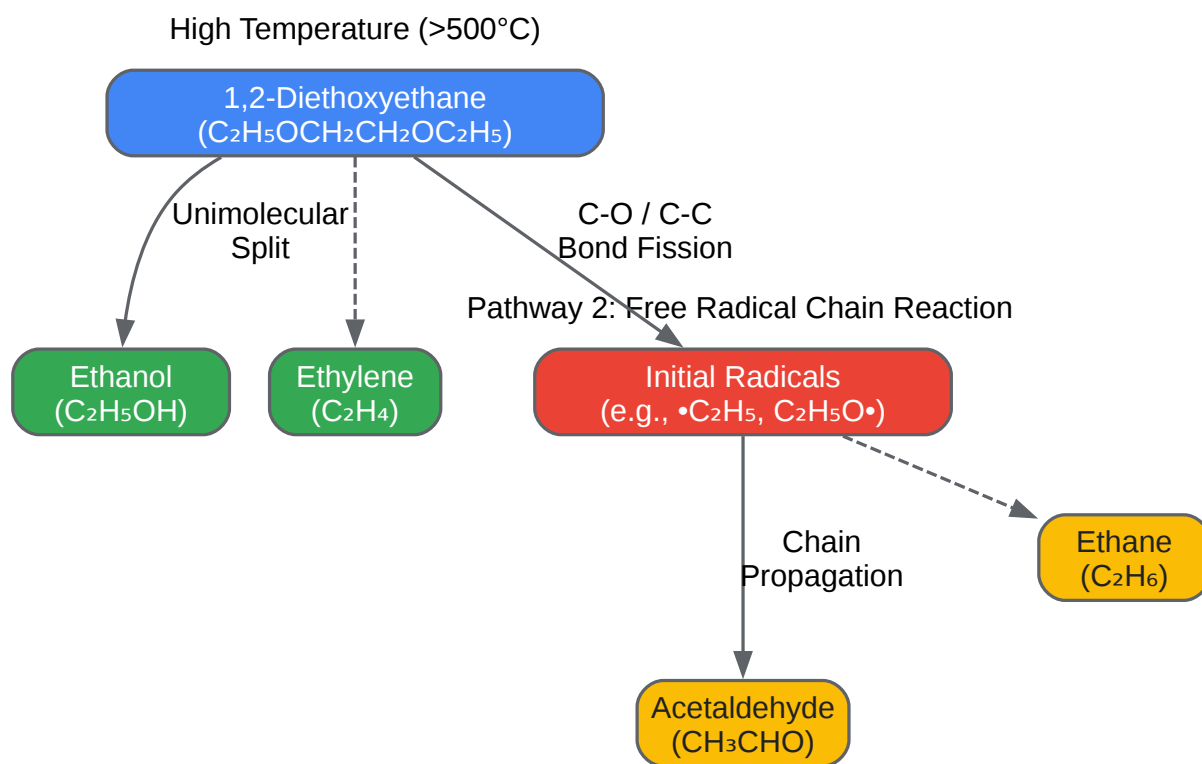 High Temperature (>500°C)
1,2-Diethoxyethane
(C₂H₅OCH₂CH₂OC₂H₅)
Unimolecular
Split
C-O / C-C
Bond Fission
Pathway 2: Free Radical Chain Reaction
Ethanol
(C₂H₅OH)
Ethylene
(C₂H₄)
Initial Radicals
(e.g., •C₂H₅, C₂H₅O•)
Chain
Propagation
Ethane
(C₂H₆)
Acetaldehyde
(CH₃CHO)